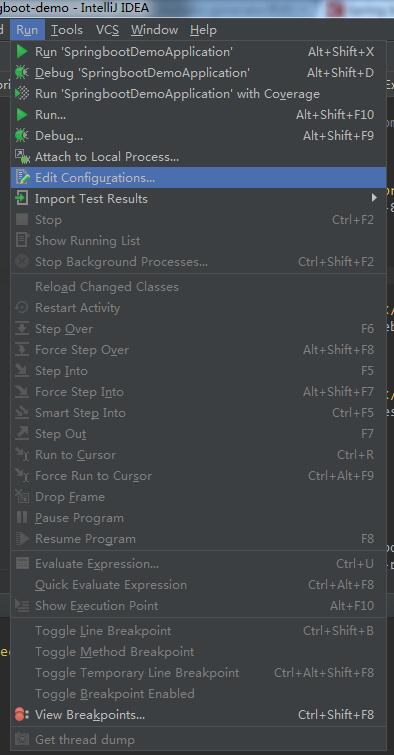 gboot-demo - IntelliJ IDEA
Run Tools VCS Window Help
Run 'SpringbootDemoApplication' Alt+Shift+X
Debug 'SpringbootDemoApplication' Alt+Shift+D
Run 'SpringbootDemoApplication' with Coverage
Run... Alt+Shift+F10
Debug... Alt+Shift+F9
Attach to Local Process...
Edit Configurations...
Import Test Results
Stop Ctrl+F2
Show Running List
Stop Background Processes... Ctrl+Shift+F2
Reload Changed Classes
Restart Activity
Step Over F6
Force Step Over Alt+Shift+F8
Step Into F5
Force Step Into Alt+Shift+F7
Smart Step Into Ctrl+F5
Step Out F7
Run to Cursor Ctrl+R
Force Run to Cursor Ctrl+Alt+F9
Drop Frame
Pause Program
Resume Program F8
Evaluate Expression... Ctrl+U
Quick Evaluate Expression Ctrl+Alt+F8
Show Execution Point Alt+F10
Toggle Line Breakpoint Ctrl+Shift+B
Toggle Method Breakpoint
Toggle Temporary Line Breakpoint Ctrl+Alt+Shift+F8
Toggle Breakpoint Enabled
View Breakpoints... Ctrl+Shift+F8
Get thread dump